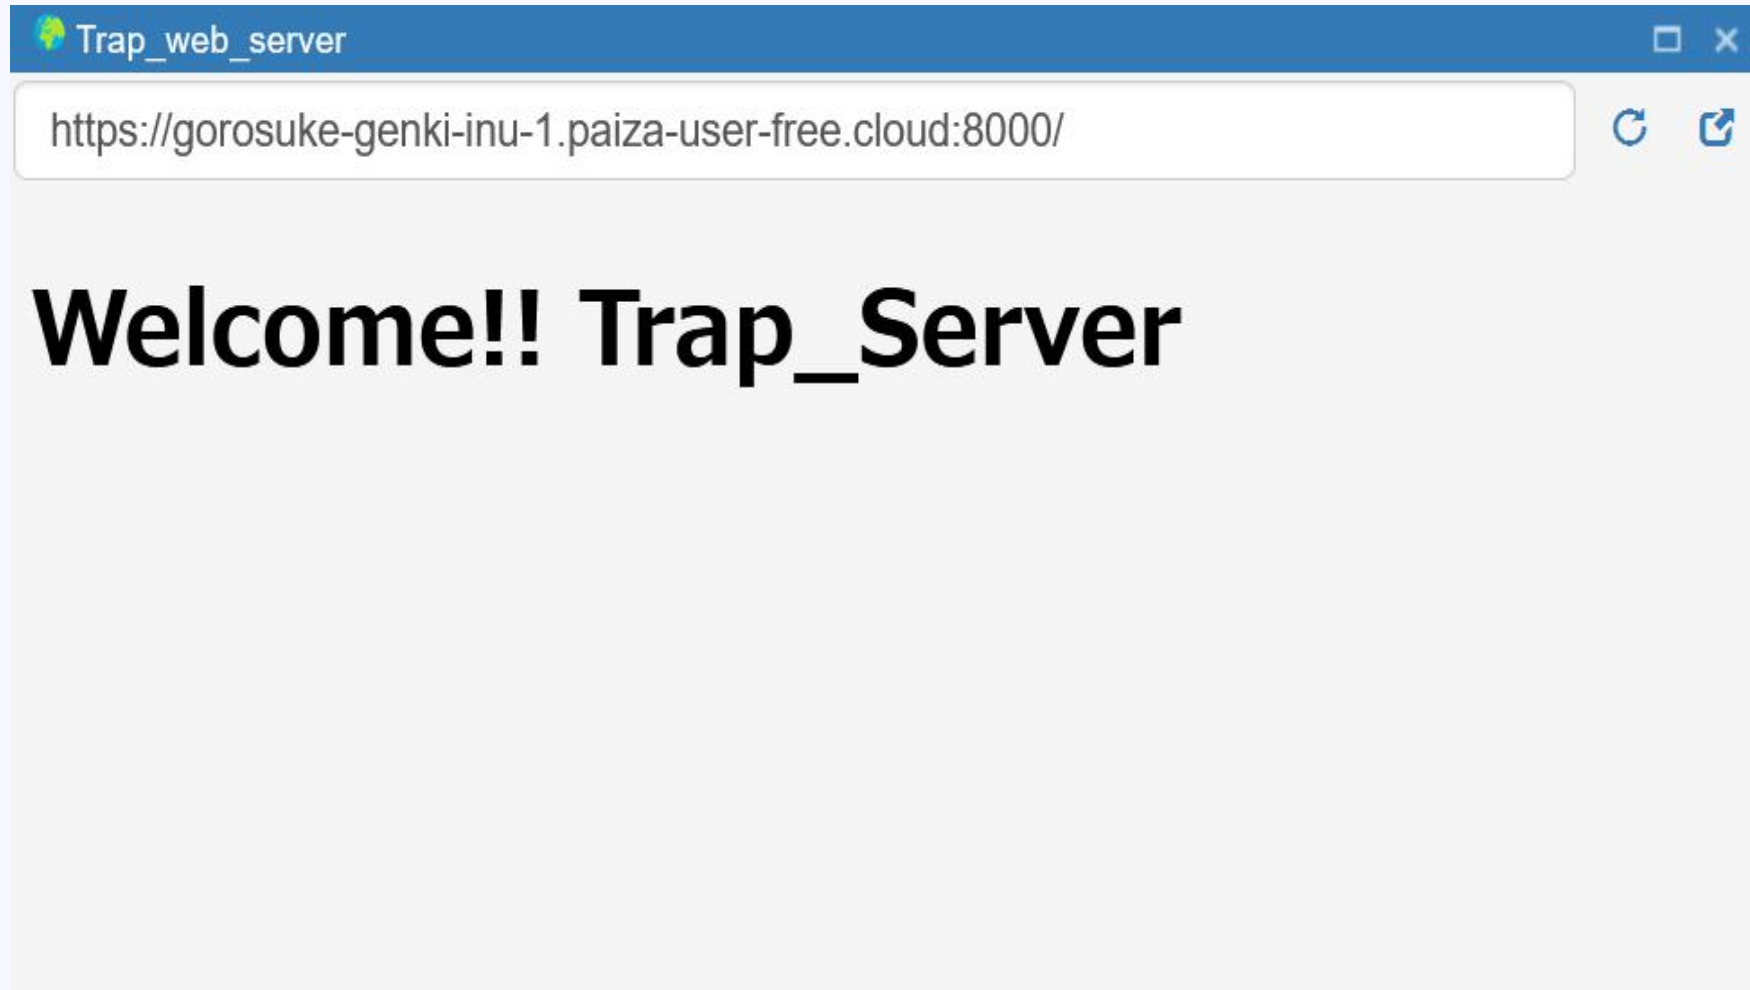 Trap_web_server
https://gorosuke-genki-inu-1.paiza-user-free.cloud:8000/
Welcome!! Trap_Server